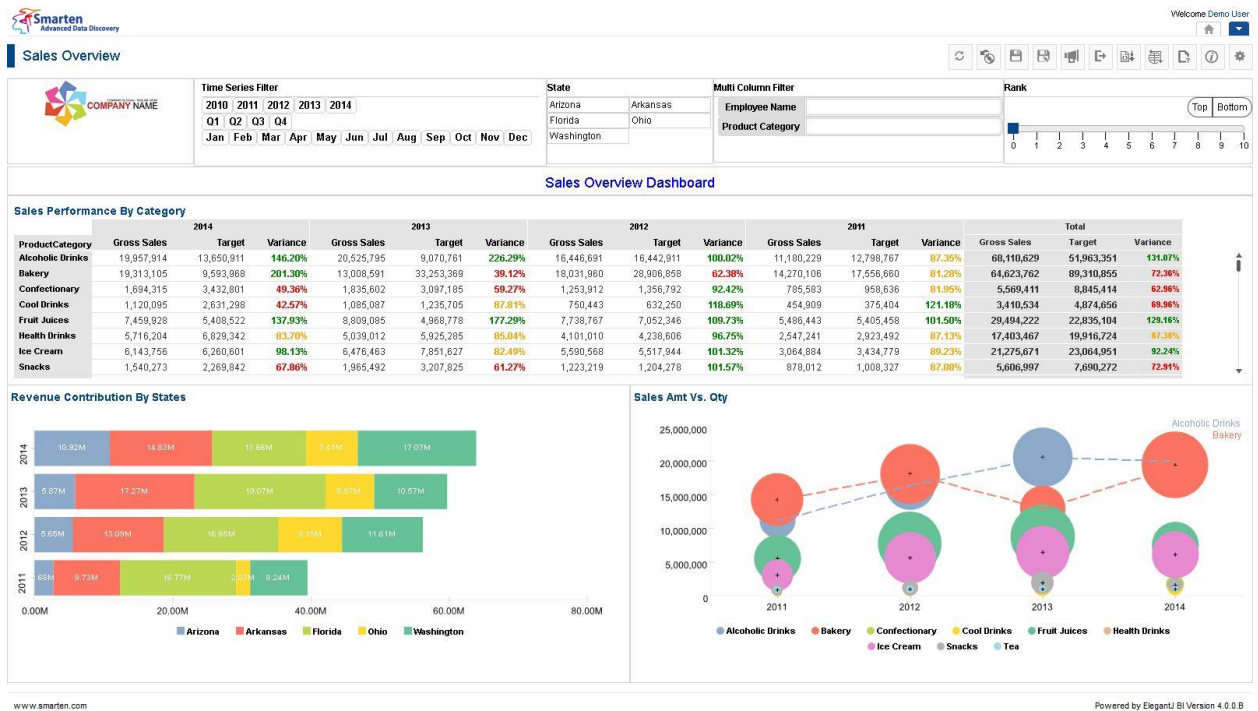 Smarten
Advanced Data Discovery
Welcome Demo User
Sales Overview
COMPANY NAME
Time Series Filter
2010 2011 2012 2013 2014
Q1 Q2 Q3 Q4
Jan Feb Mar Apr May Jun Jul Aug Sep Oct Nov Dec
State
Arizona Arkansas
Florida Ohio
Washington
Multi Column Filter
Employee Name
Product Category
Rank
Top Bottom
0 1 2 3 4 5 6 7 8 9 10
Sales Overview Dashboard
Sales Performance By Category
2014 2013 2012 2011 Total
ProductCategory Gross Sales Target Variance Gross Sales Target Variance Gross Sales Target Variance Gross Sales Target Variance Gross Sales Target Variance
Alcoholic Drinks 19,957,914 13,650,911 146.20% 20,525,795 9,070,761 226.29% 16,446,691 16,442,911 100.02% 11,180,229 12,798,767 87.35% 68,110,629 51,963,351 131.07%
Bakery 19,313,105 9,593,968 201.30% 13,008,591 33,253,369 39.12% 18,031,960 28,906,858 62.38% 14,270,106 17,556,660 81.28% 64,623,762 89,310,855 72.36%
Confectionary 1,694,315 3,432,801 49.36% 1,835,602 3,097,185 59.27% 1,253,912 1,356,792 92.42% 785,583 958,636 81.95% 5,569,411 8,845,414 62.96%
Cool Drinks 1,120,095 2,631,298 42.57% 1,085,087 1,235,705 87.81% 750,443 632,250 118.69% 454,909 375,404 121.18% 3,410,534 4,874,656 69.96%
Fruit Juices 7,459,928 5,408,522 137.93% 8,809,085 4,968,778 177.29% 7,738,767 7,052,346 109.73% 5,486,443 5,405,458 101.50% 29,494,222 22,835,104 129.16%
Health Drinks 5,716,204 6,829,342 83.70% 5,039,012 5,925,285 85.04% 4,101,010 4,238,606 96.75% 2,547,241 2,923,492 87.13% 17,403,467 19,916,724 87.38%
Ice Cream 6,143,756 6,260,601 98.13% 6,476,463 7,851,627 82.49% 5,590,568 5,517,944 101.32% 3,064,884 3,434,779 89.23% 21,275,671 23,064,951 92.24%
Snacks 1,540,273 2,269,842 67.86% 1,965,492 3,207,825 61.27% 1,223,219 1,204,278 101.57% 878,012 1,008,327 87.08% 5,606,997 7,690,272 72.91%
Revenue Contribution By States
2014 10.92M 14.83M 13.66M 7.41M 17.07M
2013 5.87M 17.27M 19.07M 10.57M
2012 5.65M 13.09M 16.85M 9.15M 11.61M
2011 9.73M 16.77M 8.24M
0.00M 20.00M 40.00M 60.00M 80.00M
Arizona Arkansas Florida Ohio Washington
Sales Amt Vs. Qty
Alcoholic Drinks
Bakery
25,000,000
20,000,000
15,000,000
10,000,000
5,000,000
0
2011 2012 2013 2014
Alcoholic Drinks Bakery Confectionary Cool Drinks Fruit Juices Health Drinks
Ice Cream Snacks Tea
www.smarten.com
Powered by ElegantJ BI Version 4.0.0.B